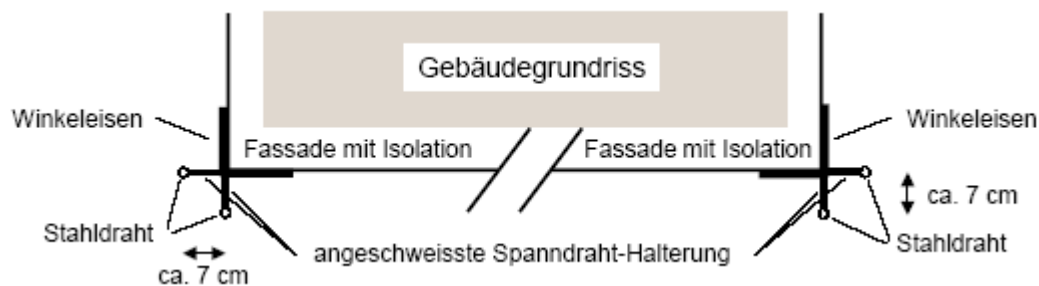 Gebäudegrundriss
Winkeleisen
Winkeleisen
Fassade mit Isolation
Fassade mit Isolation
ca. 7 cm
Stahldraht
angeschweisste Spanndraht-Halterung
Stahldraht
ca. 7 cm